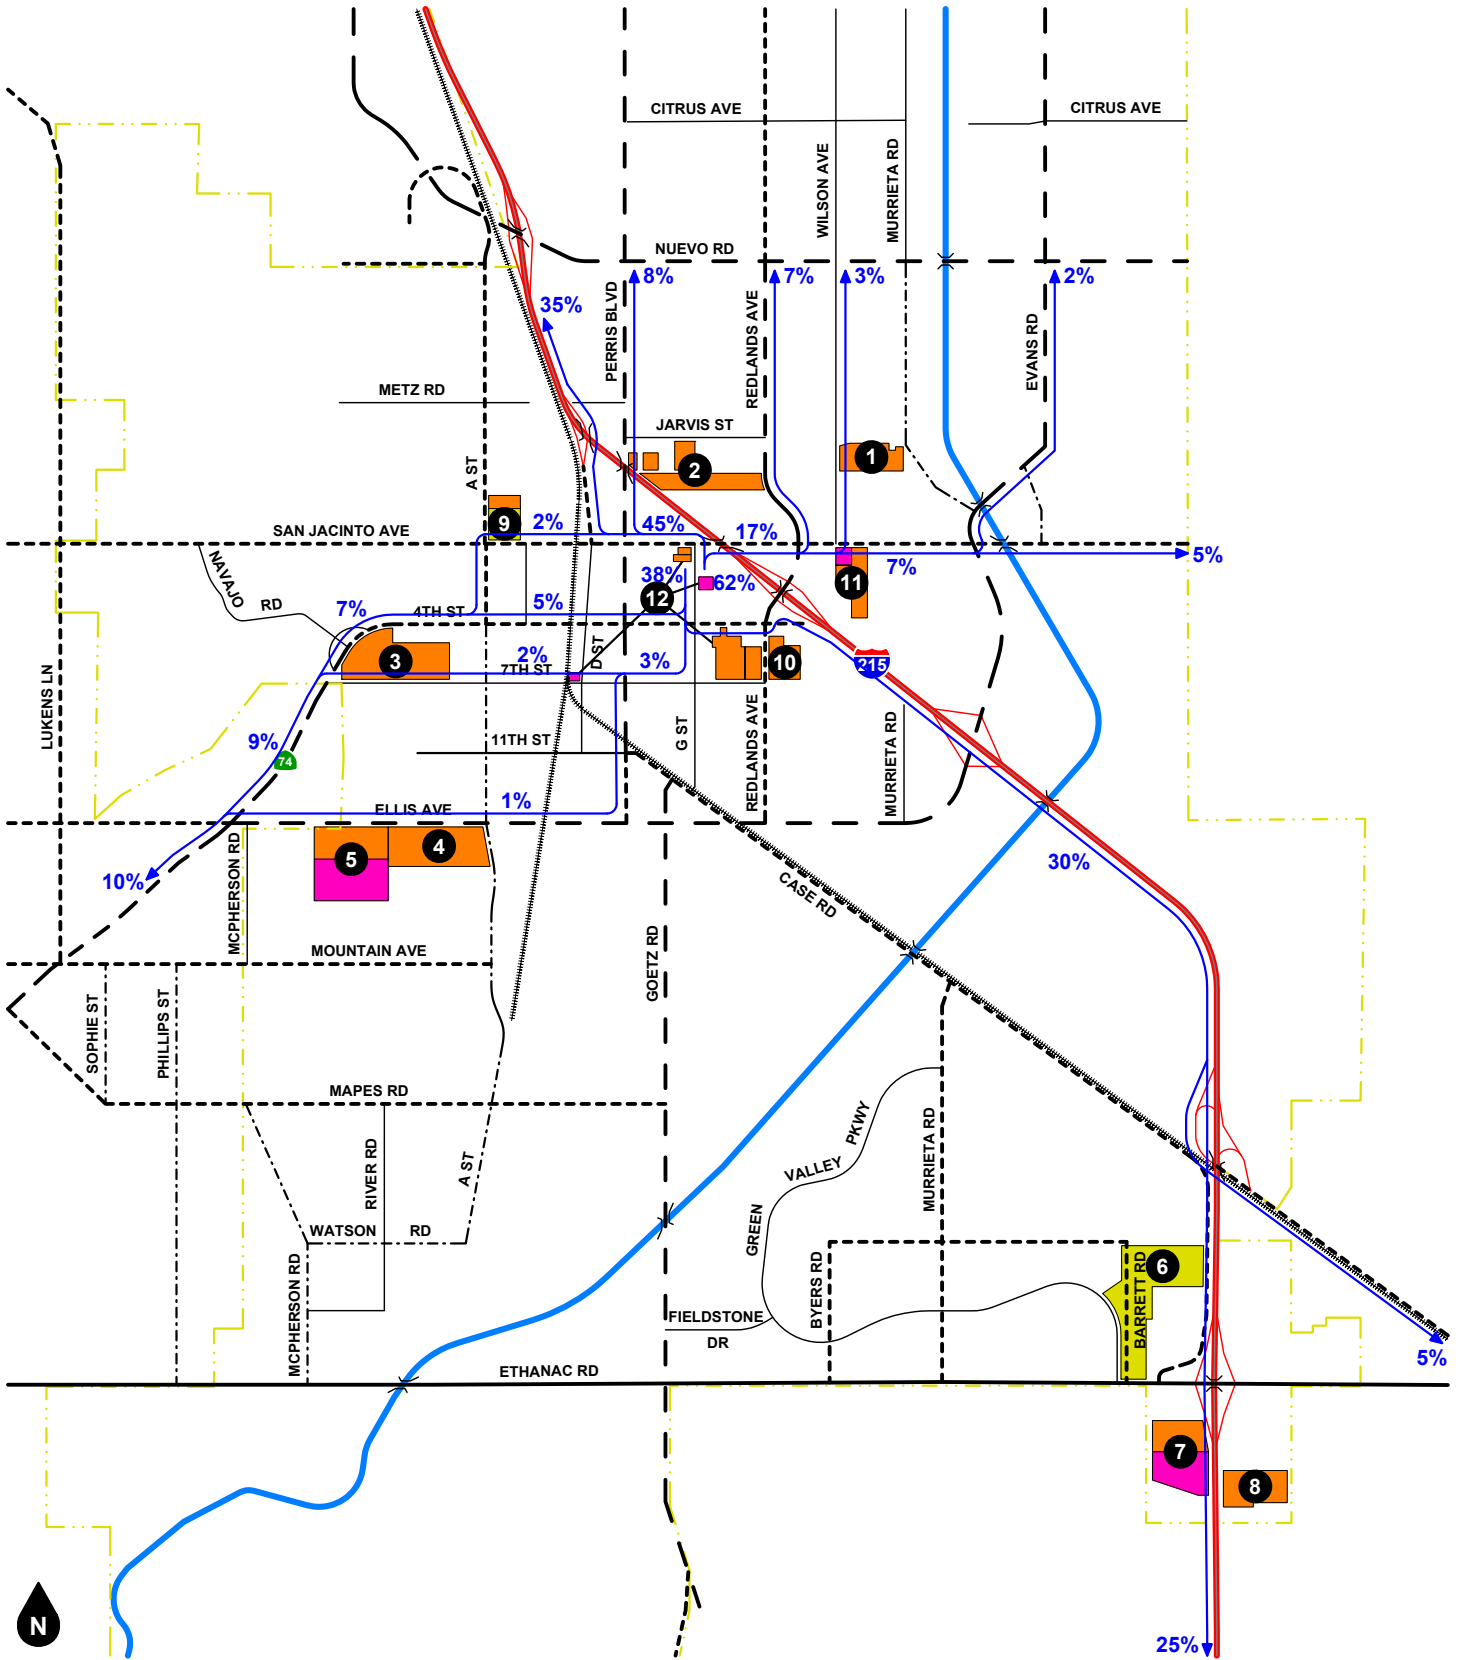 CITRUS AVE
CITRUS AVE
WILSON AVE
MURRIETA RD
NUEVO RD
8%
7%
3%
2%
35%
PERRIS BLVD
REDLANDS AVE
EVANS RD
METZ RD
JARVIS ST
1
2
A ST
9
SAN JACINTO AVE
2%
45%
17%
5%
7%
NAVAJO
RD
38%
62%
11
12
7%
4TH ST
5%
D ST
3
2%
7TH ST
3%
10
215
LUKENS LN
9%
74
11TH ST
G ST
REDLANDS AVE
MURRIETA RD
1%
ELLIS AVE
MCPHERSON RD
4
5
30%
10%
CASE RD
MOUNTAIN AVE
GOETZ RD
SOPHIE ST
PHILLIPS ST
MAPES RD
RIVER RD
A ST
PKWY
VALLEY
GREEN
MURRIETA RD
WATSON
RD
MCPHERSON RD
BYERS RD
BARRETT RD
6
FIELDSTONE
DR
5%
ETHANAC RD
7
8
N
25%